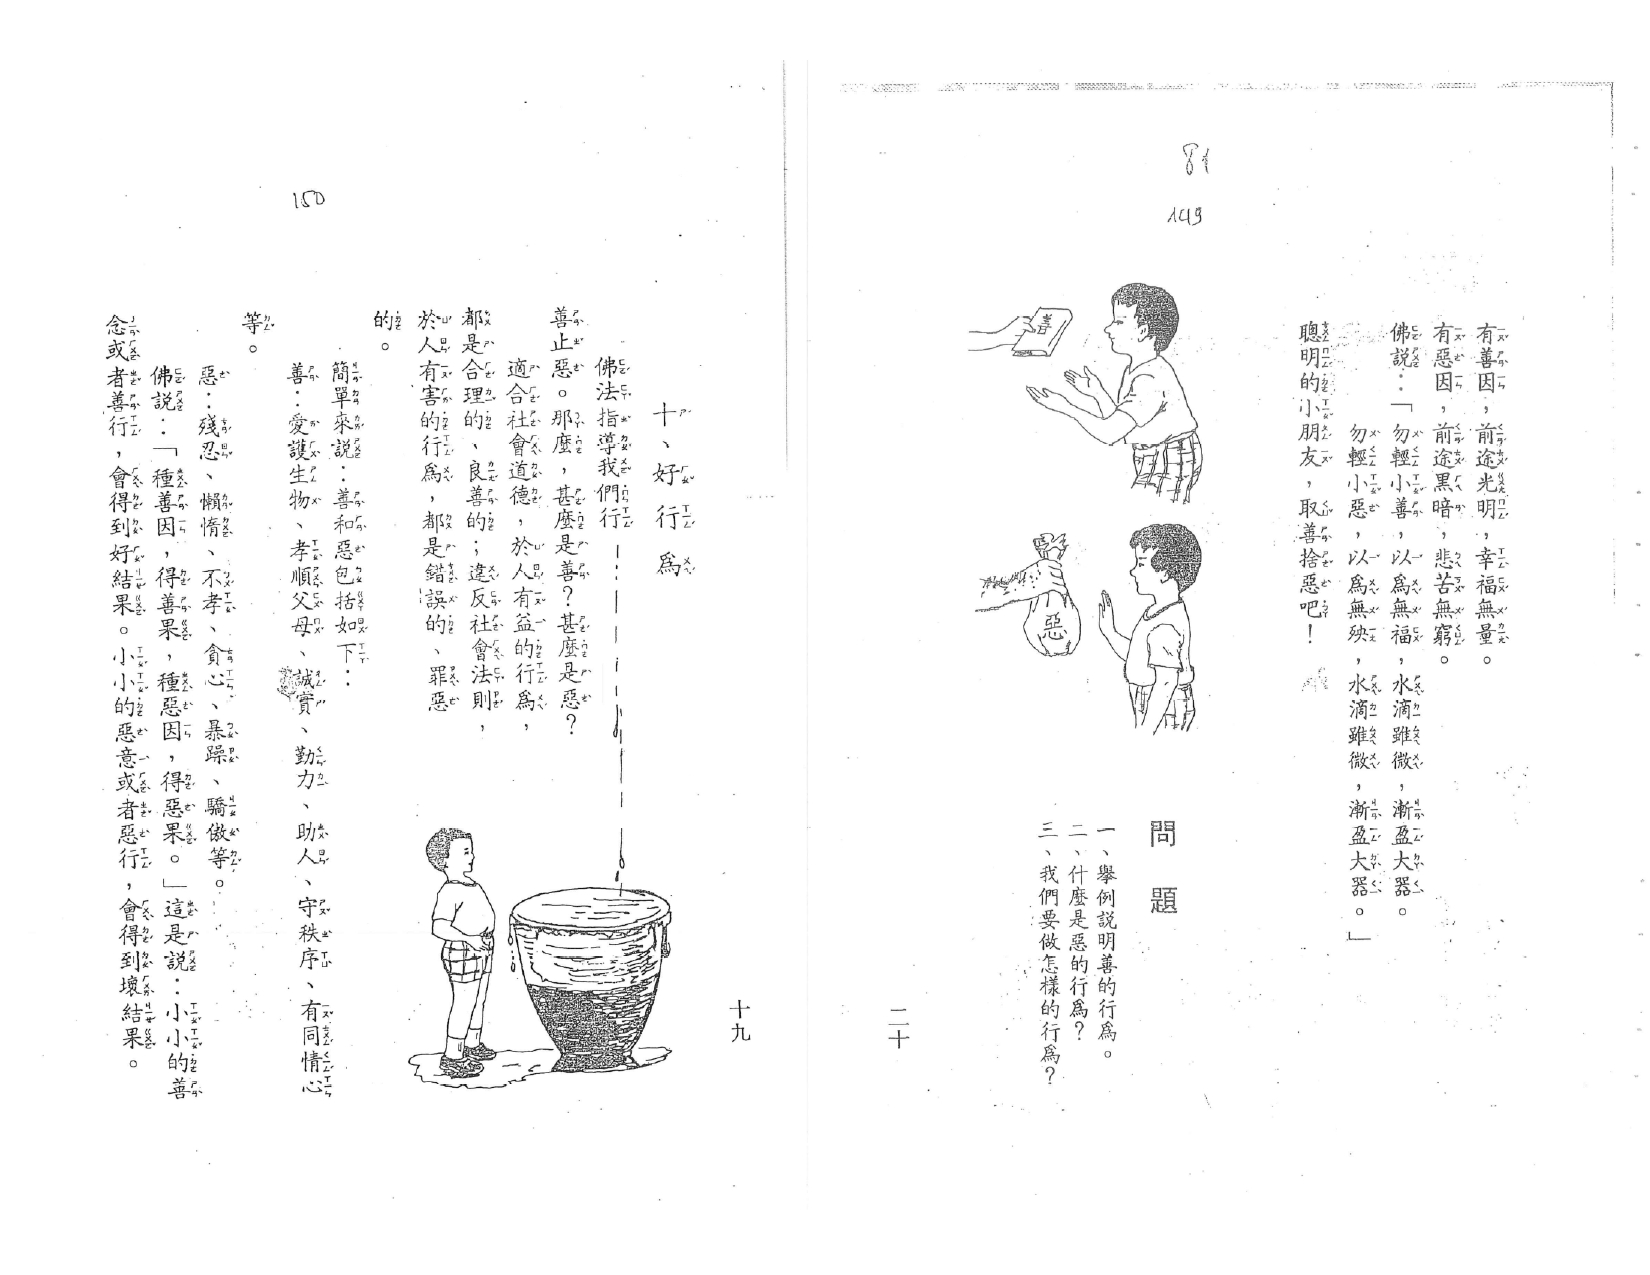 150
十、好行爲
佛法指導我們行
善止惡。那麼，甚麼是善？甚麼是惡？
適合社會道德，於人有益的行爲，
都是合理的、良善的；違反社會法則，
於人有害的行爲，都是錯誤的、罪惡
的。
簡單來說：善和惡包括如下：
善：愛護生物、孝順父母、誠實、勤力、助人、守秩序、有同情心
等。
惡：殘忍、懶惰、不孝、貪心、暴躁、驕傲等。
佛說：「種善因，得善果，種惡因，得惡果。」這是說：小小的善
念或者善行，會得到好結果。小小的惡意或者惡行，會得到壞結果。
十九
81
149
有善因，前途光明，幸福無量。
有惡因，前途黑暗，悲苦無窮。
佛說：「勿輕小善，以爲無福，水滴雖微，漸盈大器。
勿輕小惡，以爲無殃，水滴雖微，漸盈大器。」
聰明的小朋友，取善捨惡吧！
善
惡
問題
一、舉例說明善的行爲。
二、什麼是惡的行爲？
三、我們要做怎樣的行爲？
二十